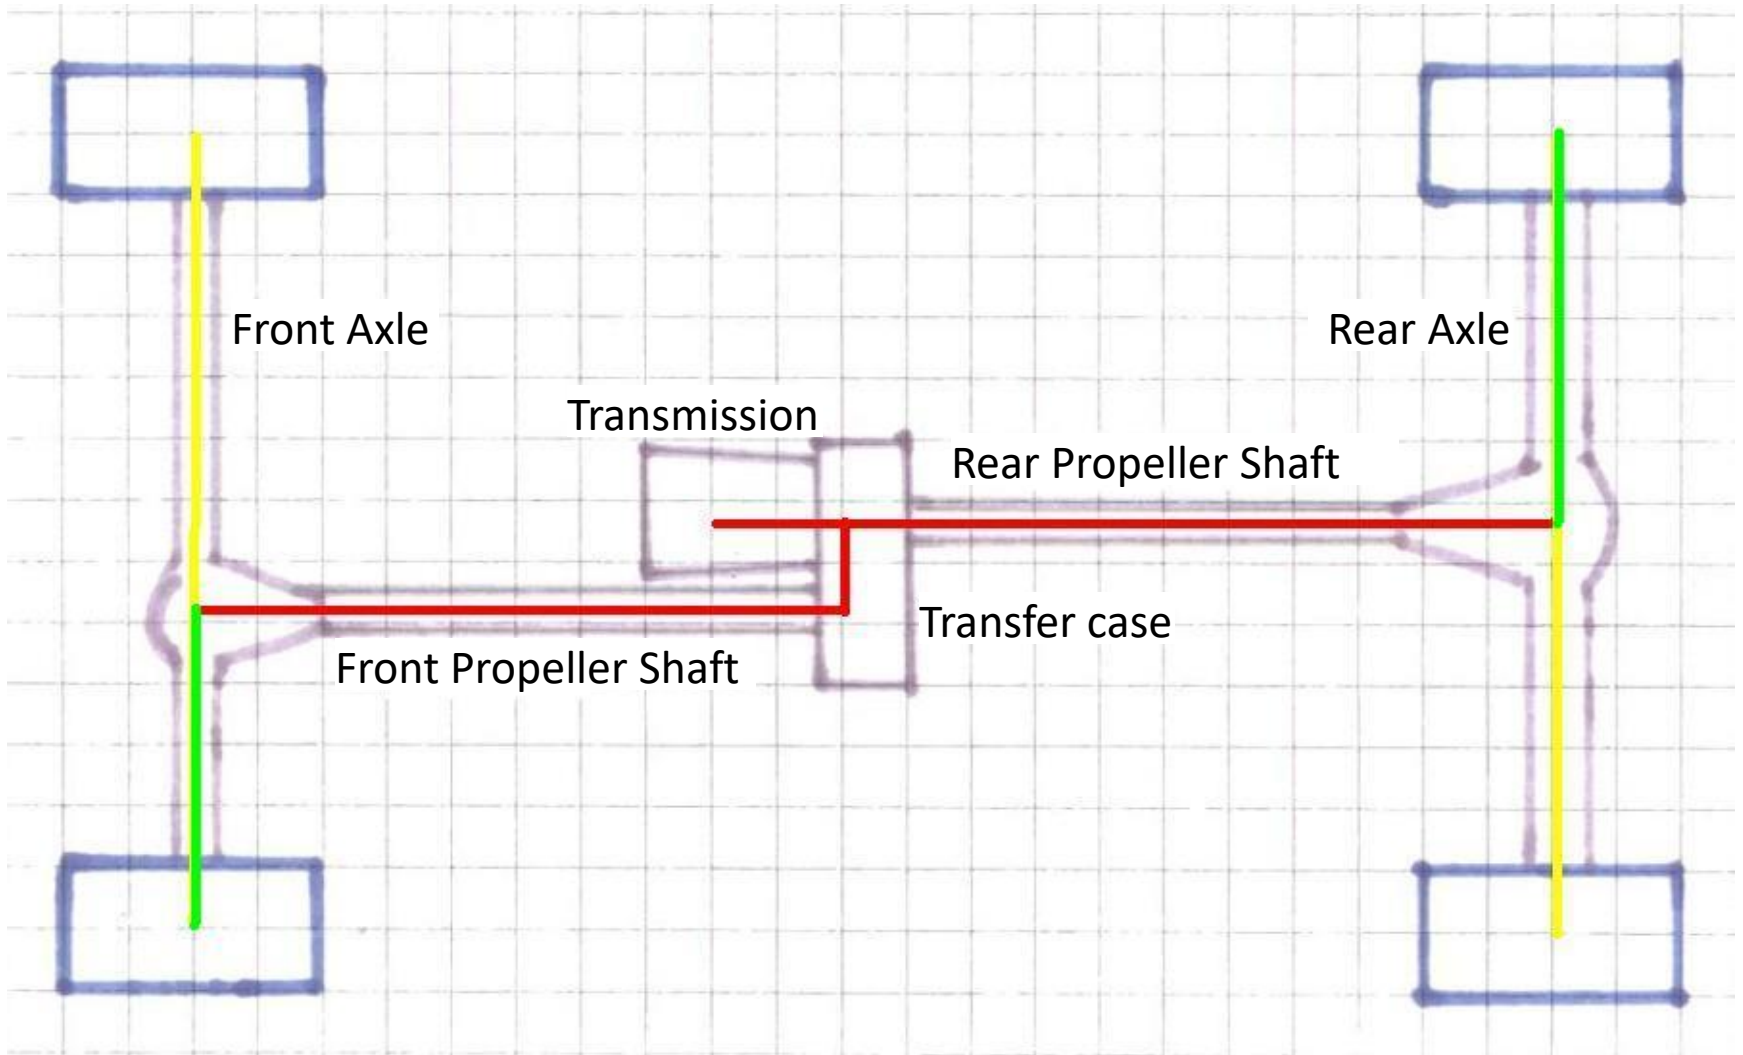 Front Axle
Rear Axle
Transmission
Rear Propeller Shaft
Transfer case
Front Propeller Shaft